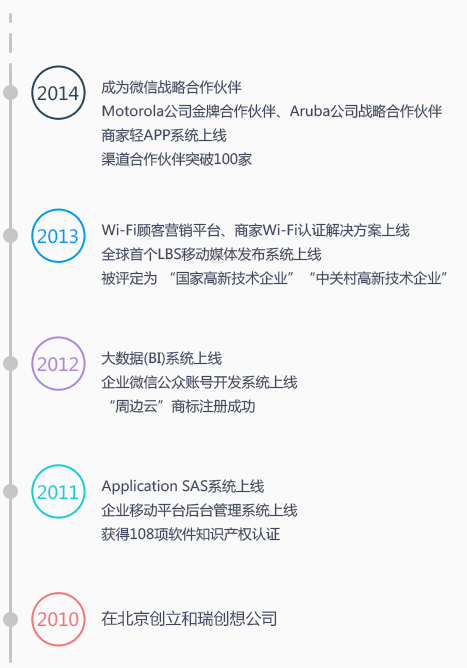 2014
成为微信战略合作伙伴
Motorola公司金牌合作伙伴、Aruba公司战略合作伙伴
商家轻APP系统上线
渠道合作伙伴突破100家
2013
Wi-Fi顾客营销平台、商家Wi-Fi认证解决方案上线
全球首个LBS移动媒体发布系统上线
被评定为 “国家高新技术企业” “中关村高新技术企业”
2012
大数据(BI)系统上线
企业微信公众账号开发系统上线
“周边云”商标注册成功
2011
Application SAS系统上线
企业移动平台后台管理系统上线
获得108项软件知识产权认证
2010
在北京创立和瑞创想公司